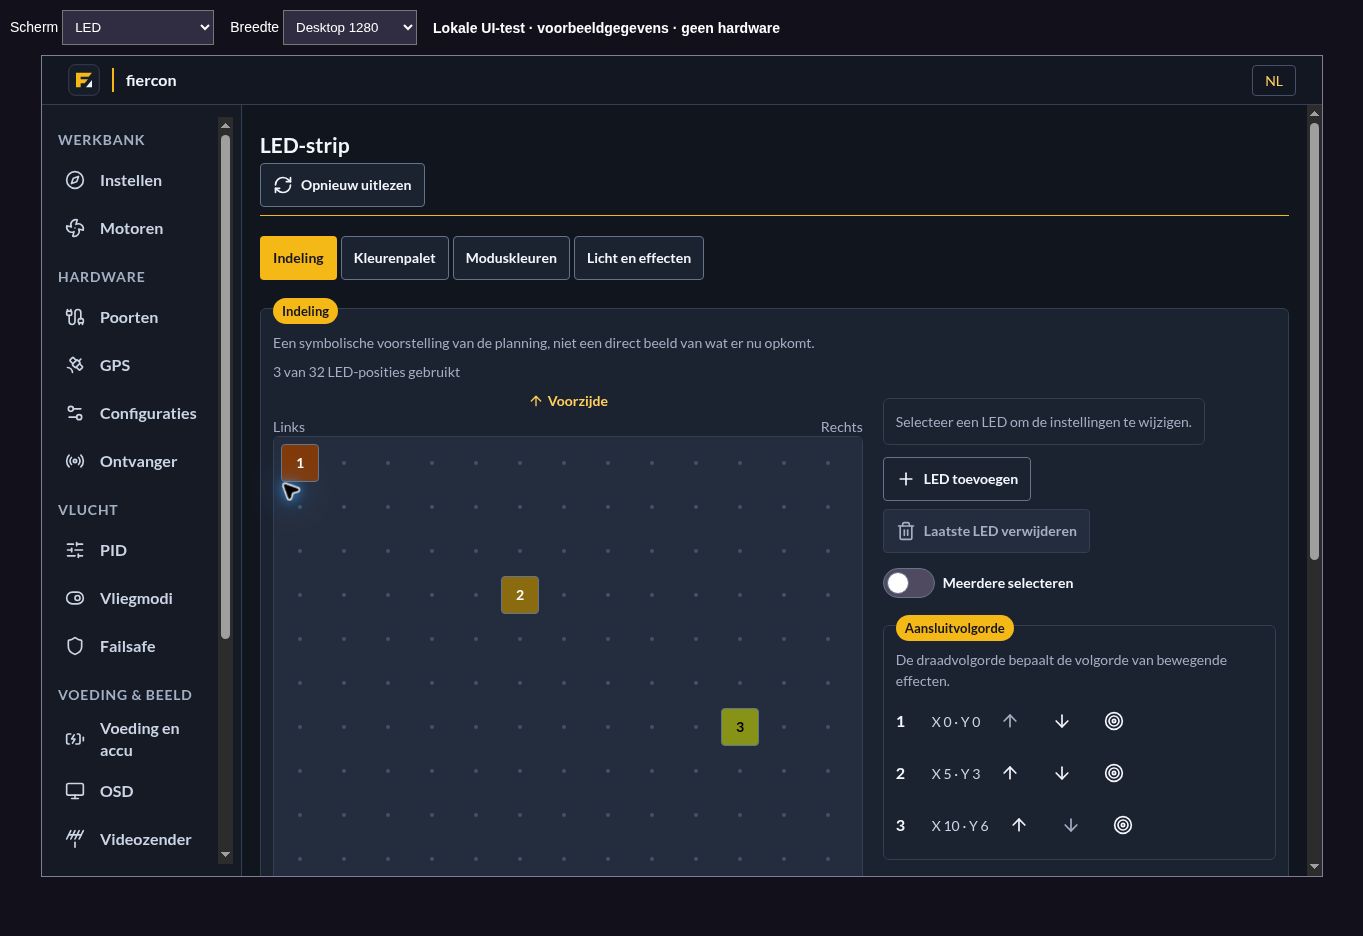 Scherm LED Breedte Desktop 1280 Lokale UI-test · voorbeeldgegevens · geen hardware
fiercon NL
WERKBANK
Instellen
Motoren
HARDWARE
Poorten
GPS
Configuraties
Ontvanger
VLUCHT
PID
Vliegmodi
Failsafe
VOEDING & BEELD
Voeding en
accu
OSD
Videozender
LED-strip
Opnieuw uitlezen
Indeling Kleurenpalet Moduskleuren Licht en effecten
Indeling
Een symbolische voorstelling van de planning, niet een direct beeld van wat er nu opkomt.
3 van 32 LED-posities gebruikt
Voorzijde
Links Rechts
1
2
3
Selecteer een LED om de instellingen te wijzigen.
LED toevoegen
Laatste LED verwijderen
Meerdere selecteren
Aansluitvolgorde
De draadvolgorde bepaalt de volgorde van bewegende
effecten.
1 X 0 · Y 0
2 X 5 · Y 3
3 X 10 · Y 6